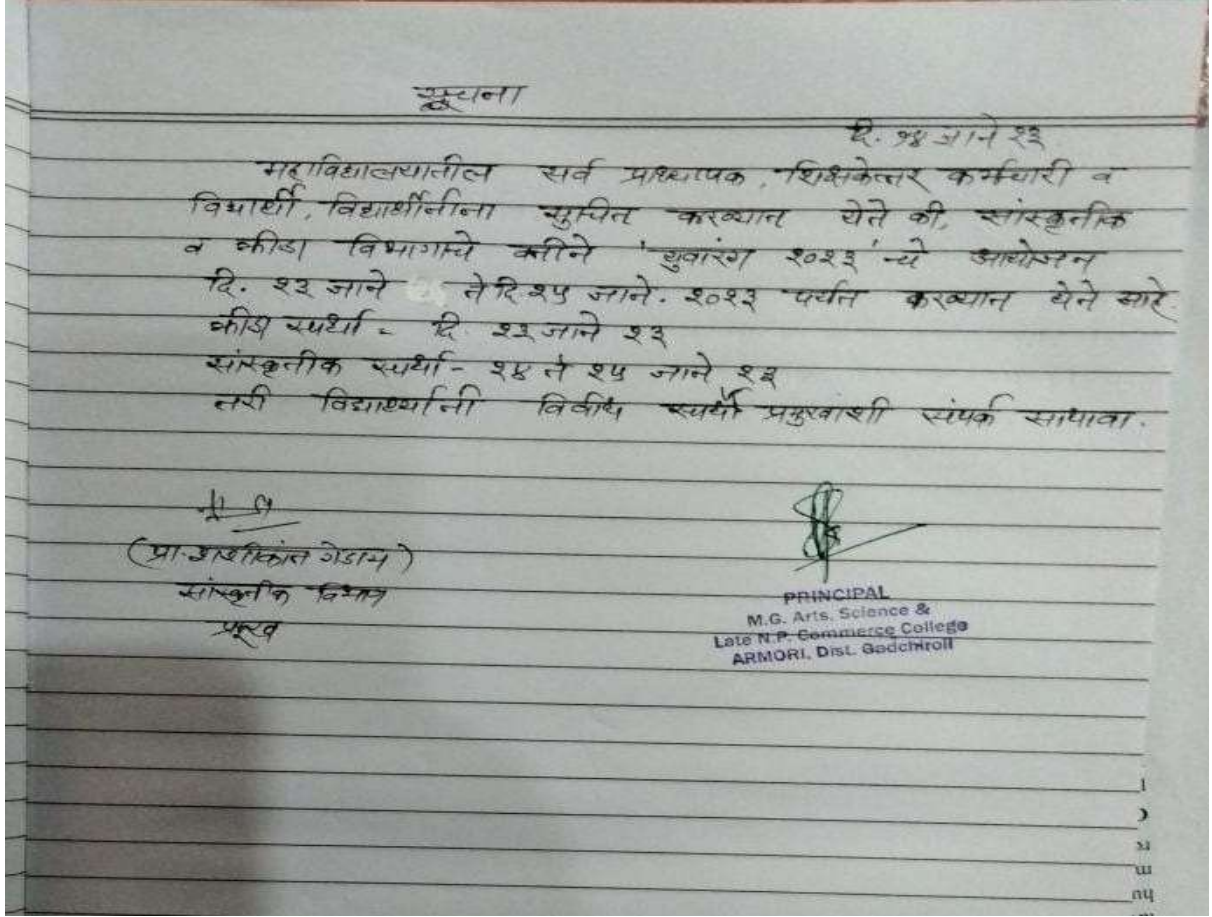 सूचना
दि. १४ जाने २३
महाविद्यालयातील सर्व प्राध्यापक, शिक्षकेत्तर कर्मचारी व
विद्यार्थी, विद्यार्थीनींना सुचित करण्यात येते की, सांस्कृतीक
व क्रीडा विभागाचे वतीने 'युवारंग २०२३' चे आयोजन
दि. २३ जाने ते दि २५ जाने. २०२३ पर्यंत करण्यात येते आहे.
क्रीडा स्पर्धा - दि. २३ जाने २३
सांस्कृतीक स्पर्धा - २४ ते २५ जाने २३
तरी विद्यार्थ्यांनी विवीध स्पर्धा प्रमुखांशी संपर्क साधावा.
(प्रा. शशीकांत गेडाम)
सांस्कृतीक विभाग
प्रमुख
PRINCIPAL
M.G. Arts, Science &
Late N.P. Commerce College
ARMORI, Dist. Gadchiroli